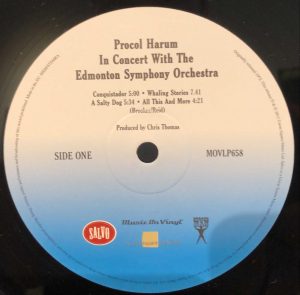 Procol Harum
In Concert With The
Edmonton Symphony Orchestra
Conquistador 5:00 • Whaling Stories 7.41
A Salty Dog 5:34 • All This And More 4:21
(Brooker/Reid)
Produced by Chris Thomas
SIDE ONE
MOVLP658
SALVO
Music On Vinyl